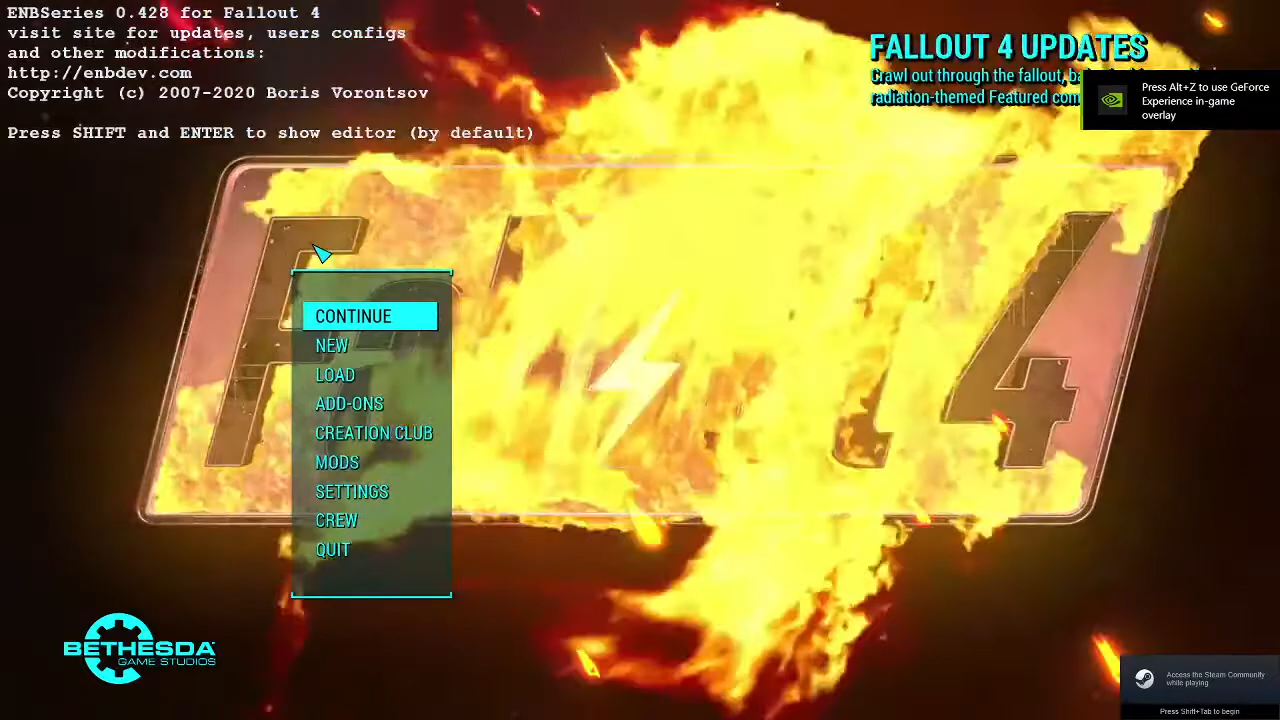 ENBSeries 0.428 for Fallout 4
visit site for updates, users configs
and other modifications:
http://enbdev.com
Copyright (c) 2007-2020 Boris Vorontsov
Press SHIFT and ENTER to show editor (by default)
FALLOUT 4 UPDATES
Crawl out through the fallout,
radiation-themed Featured
Press Alt+Z to use GeForce
Experience in-game
overlay
CONTINUE
NEW
LOAD
ADD-ONS
CREATION CLUB
MODS
SETTINGS
CREW
QUIT
4
BETHESDA
GAME STUDIOS
Access the Steam Community
while playing
Press Shift+Tab to begin